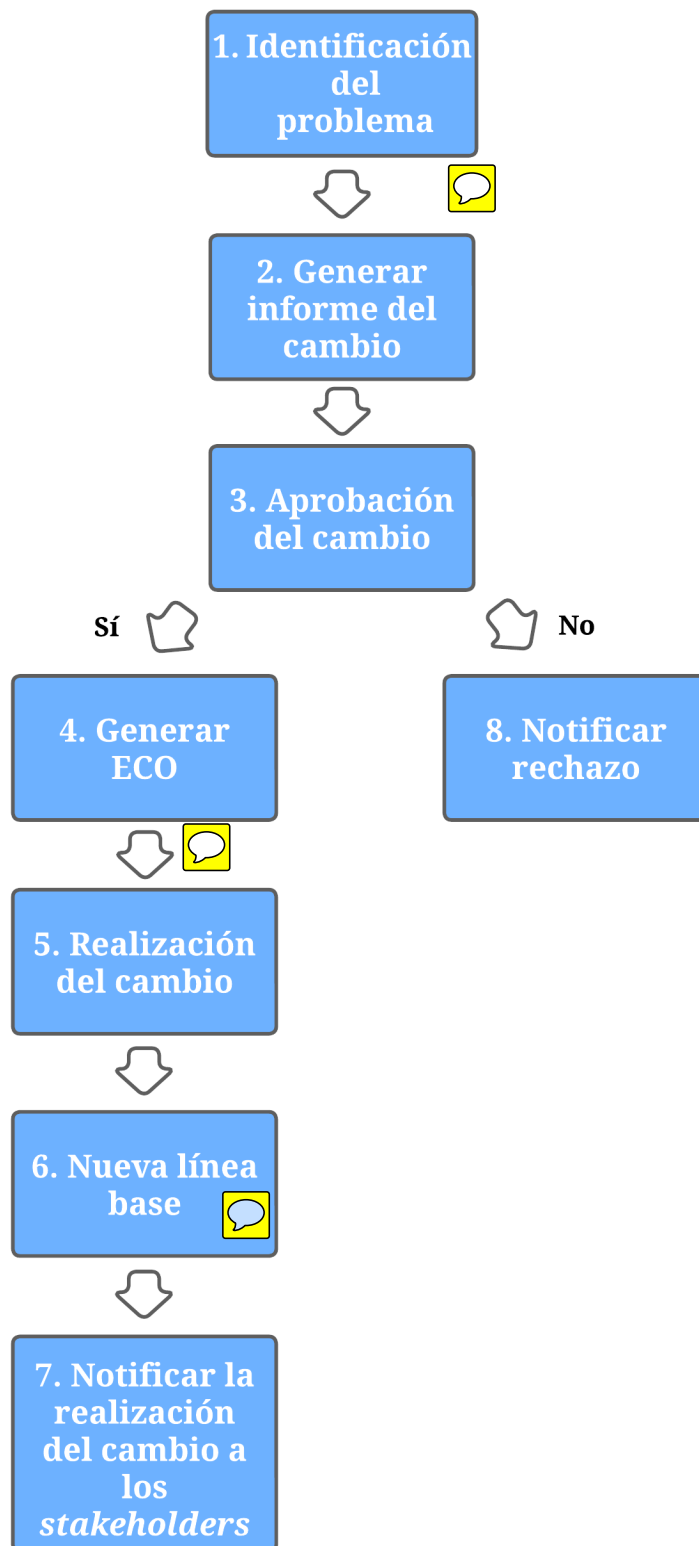 1. Identificación
del
problema
2. Generar
informe del
cambio
3. Aprobación
del cambio
Sí
No
4. Generar
ECO
8. Notificar
rechazo
5. Realización
del cambio
6. Nueva línea
base
7. Notificar la
realización
del cambio a
los
stakeholders